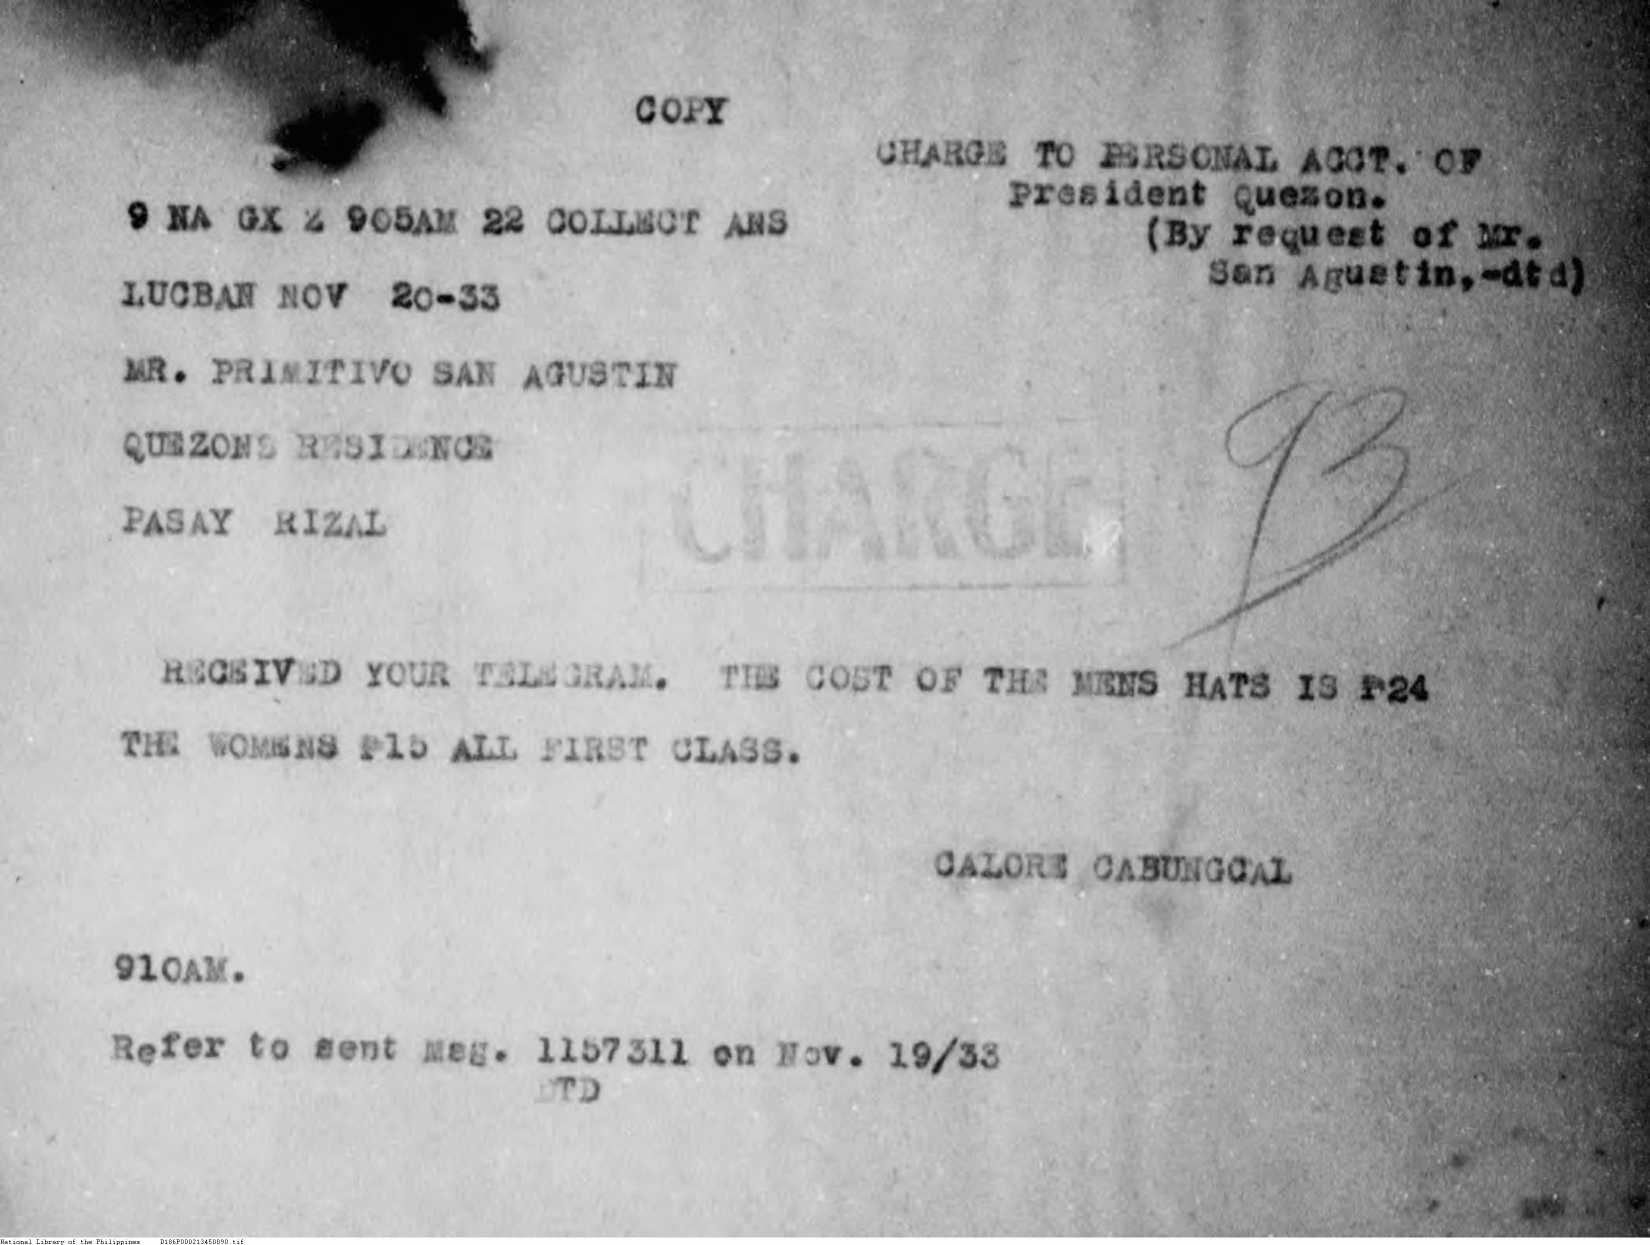 COPY
CHARGE TO PERSONAL ACCT. OF
President Quezon.
(By request of Mr.
San Agustin,-dtd)
9 NA GX Z 905AM 22 COLLECT ANS
LUCBAN NOV 20-33
MR. PRIMITIVO SAN AGUSTIN
QUEZONS RESIDENCE
PASAY RIZAL
CHARGE
93
RECEIVED YOUR TELEGRAM. THE COST OF THE MENS HATS IS P24
THE WOMENS P15 ALL FIRST CLASS.
CALORE CABUNGCAL
910AM.
Refer to sent Msg. 1157311 on Nov. 19/33
DTD
National Library of the Philippines D186P000213450090.tif